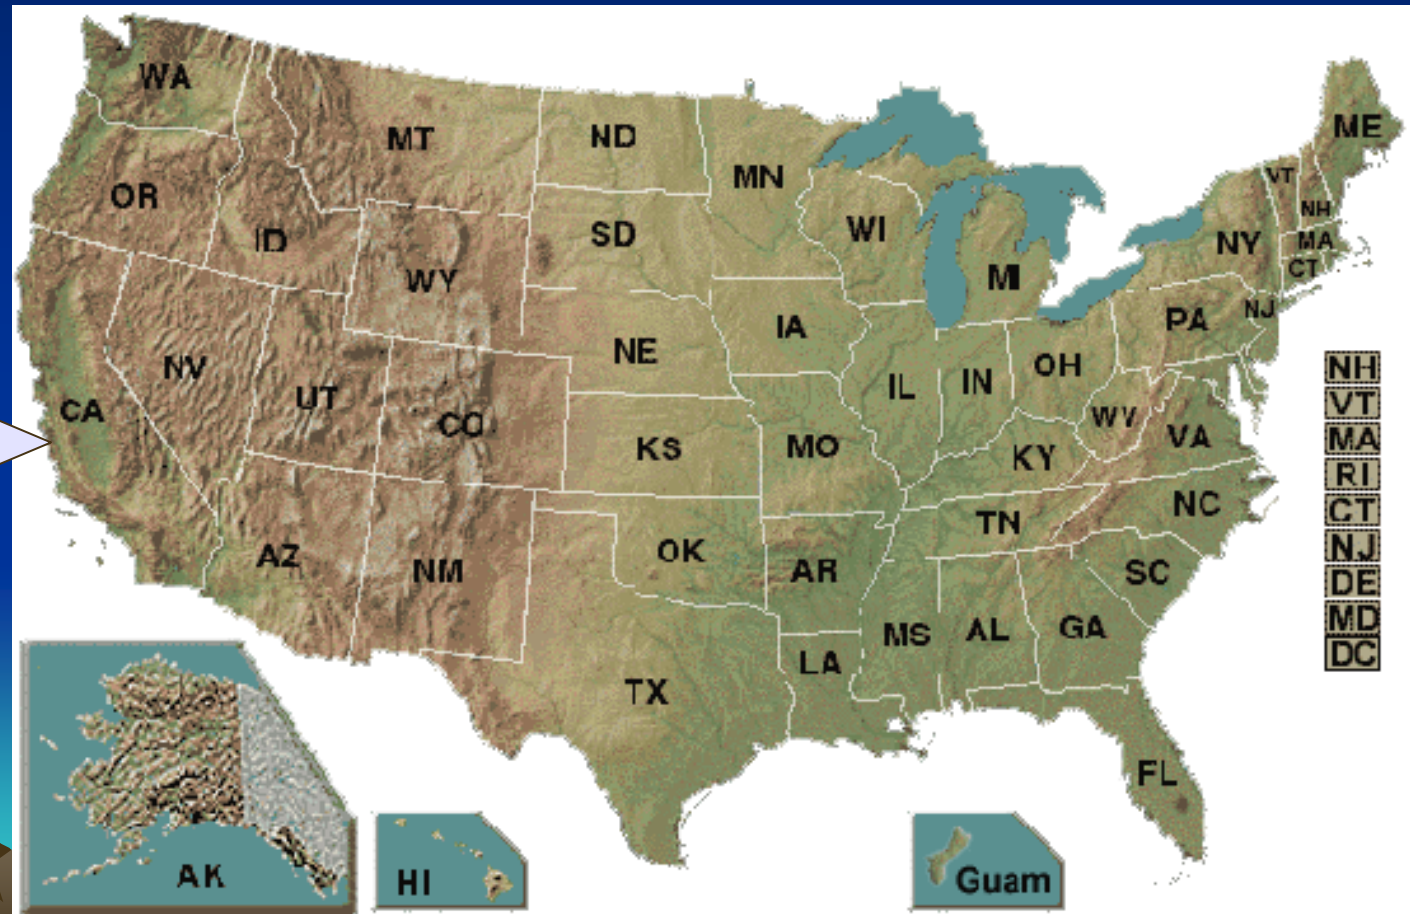 WA
MT
ND
MN
ME
OR
ID
SD
WI
MI
VT
NH
NY
MA
CT
WY
IA
NE
PA
NJ
NV
UT
CO
IL
IN
OH
WV
CA
KS
MO
KY
VA
AZ
NM
OK
AR
TN
NC
SC
TX
LA
MS
AL
GA
FL
NH
VT
MA
RI
CT
NJ
DE
MD
DC
AK
HI
Guam